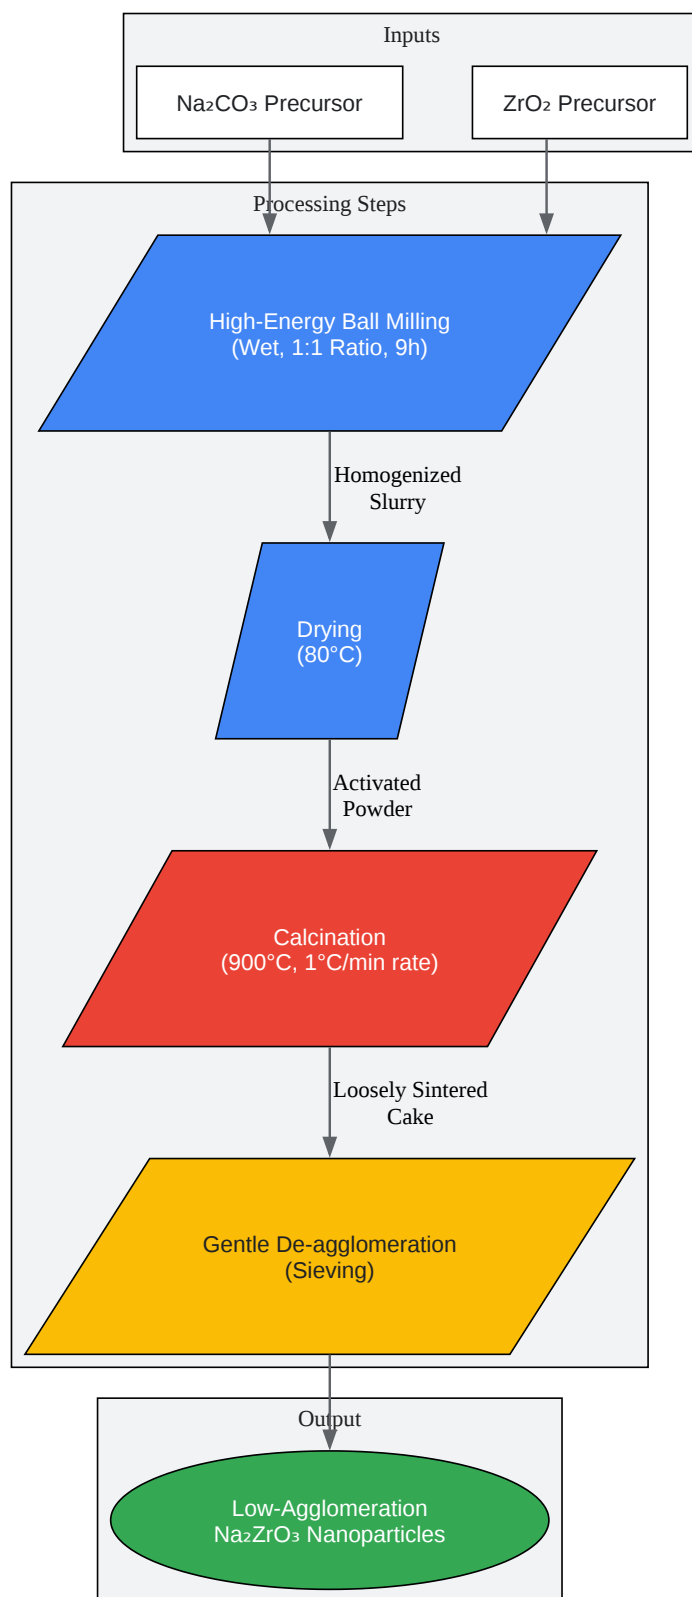 Inputs
Na₂CO₃ Precursor
ZrO₂ Precursor
Processing Steps
High-Energy Ball Milling
(Wet, 1:1 Ratio, 9h)
Homogenized
Slurry
Drying
(80°C)
Activated
Powder
Calcination
(900°C, 1°C/min rate)
Loosely Sintered
Cake
Gentle De-agglomeration
(Sieving)
Output
Low-Agglomeration
Na₂ZrO₃ Nanoparticles